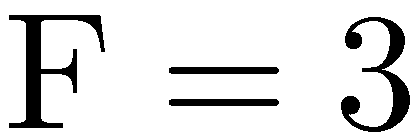 F = 3